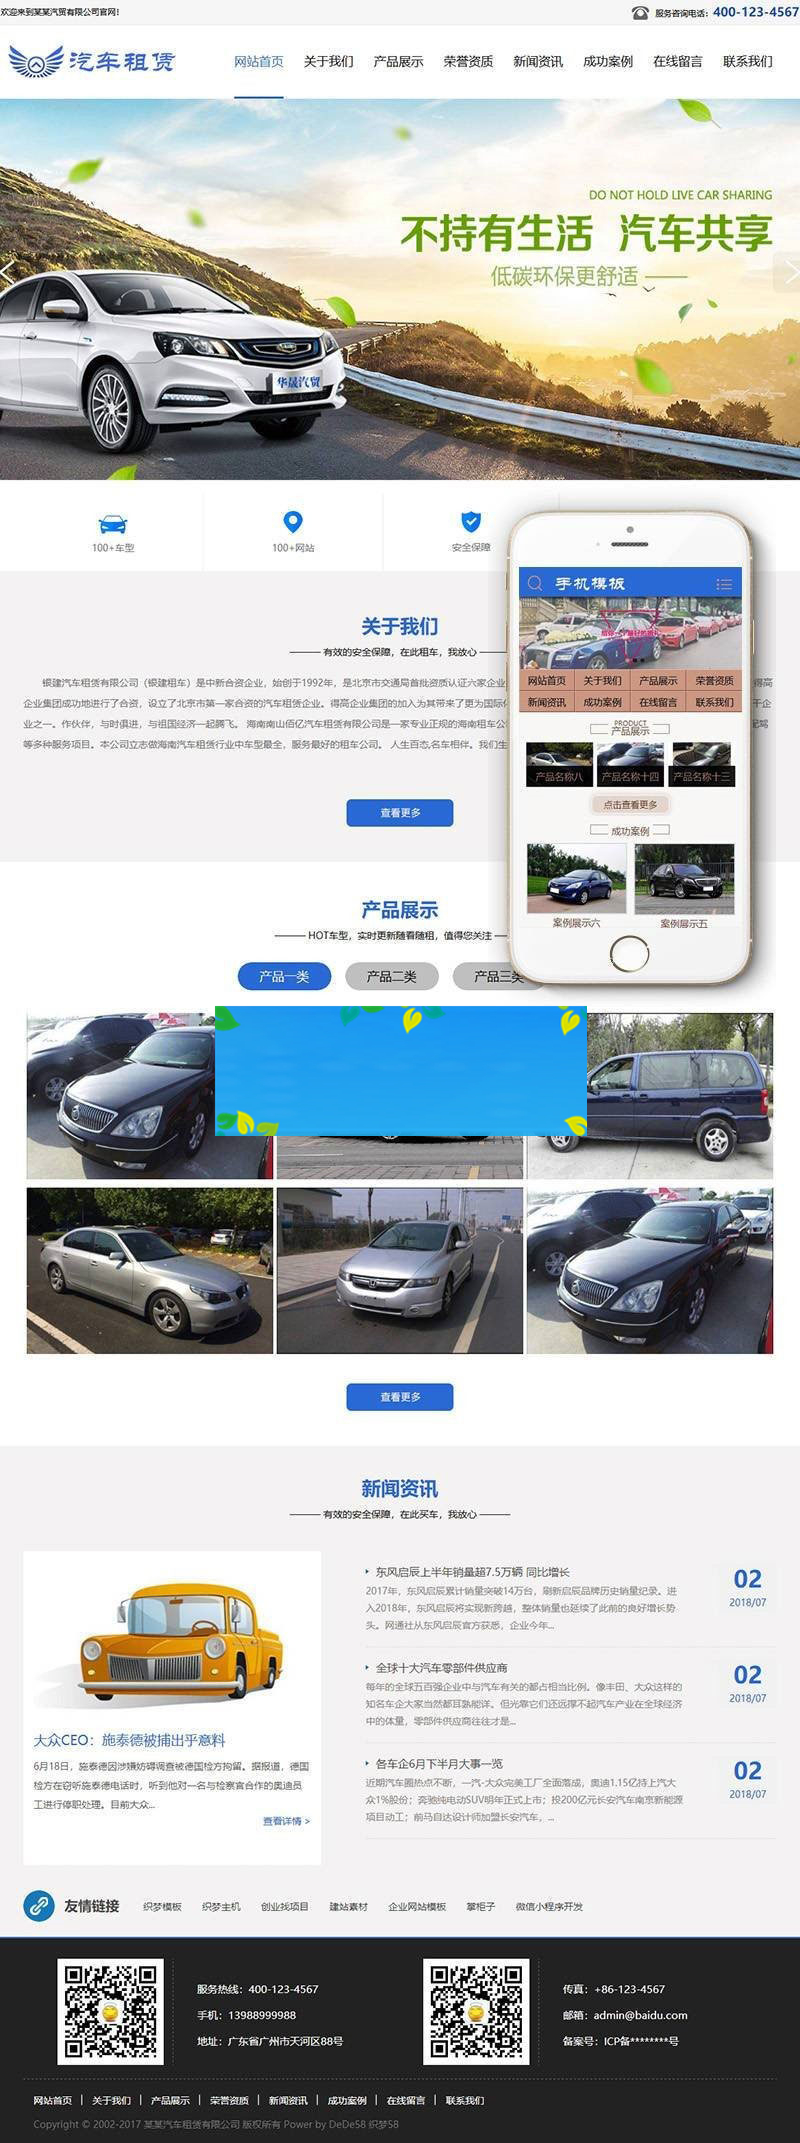 欢迎来到某某汽贸有限公司官网！
服务咨询电话：400-123-4567
汽车租赁
网站首页 关于我们 产品展示 荣誉资质 新闻资讯 成功案例 在线留言 联系我们
DO NOT HOLD LIVE CAR SHARING
不持有生活 汽车共享
低碳环保更舒适
华晟汽贸
100+车型
100+网站
安全保障
关于我们
有效的安全保障，在此租车，我放心
银建汽车租赁有限公司（银建租车）是中新合资企业，始创于1992年，是北京市交通局首批资质认证六家企业
得高
企业集团成功地进行了合资，设立了北京市第一家合资的汽车租赁企业。得高企业集团的加入为其带来了更为国际化
千企
业之一。作伙伴，与时俱进，与祖国经济一起腾飞。 海南南山佰亿汽车租赁有限公司是一家专业正规的海南租车公
配驾
等多种服务项目。本公司立志做海南汽车租赁行业中车型最全，服务最好的租车公司。 人生百态,名车相伴。我们生
查看更多
手机模板
网站首页 关于我们 产品展示 荣誉资质
新闻资讯 成功案例 在线留言 联系我们
PRODUCT
产品展示
产品名称八 产品名称十四 产品名称十三
点击查看更多
成功案例
案例展示六 案例展示五
产品展示
HOT车型，实时更新随看随租，值得您关注
产品一类 产品二类 产品三类
查看更多
新闻资讯
有效的安全保障，在此买车，我放心
大众CEO：施泰德被捕出乎意料
6月18日，施泰德因涉嫌妨碍调查被德国检方拘留。据报道，德国
检方在窃听施泰德电话时，听到他对一名与检察官合作的奥迪员
工进行停职处理。目前大众...
查看详情 >
东风启辰上半年销量超7.5万辆 同比增长
2017年，东风启辰累计销量突破14万台，刷新启辰品牌历史销量纪录。进
入2018年，东风启辰将实现新跨越，整体销量也延续了此前的良好增长势
头。网通社从东风启辰官方获悉，企业今年...
02
2018/07
全球十大汽车零部件供应商
每年的全球五百强企业中与汽车有关的都占相当比例。像丰田、大众这样的
知名车企大家当然都耳熟能详。但光靠它们还远撑不起汽车产业在全球经济
中的体量，零部件供应商往往才是...
02
2018/07
各车企6月下半月大事一览
近期汽车圈热点不断，一汽-大众完美工厂全面落成，奥迪1.15亿持上汽大
众1%股份；奔驰纯电动SUV明年正式上市；投200亿元长安汽车南京新能源
项目动工；前马自达设计师加盟长安汽车，...
02
2018/07
友情链接 织梦模板 织梦主机 创业找项目 建站素材 企业网站模板 掌柜子 微信小程序开发
服务热线：400-123-4567
手机：13988999988
地址：广东省广州市天河区88号
传真：+86-123-4567
邮箱：admin@baidu.com
备案号：ICP备********号
网站首页 | 关于我们 | 产品展示 | 荣誉资质 | 新闻资讯 | 成功案例 | 在线留言 | 联系我们
Copyright © 2002-2017 某某汽车租赁有限公司 版权所有 Power by DeDe58 织梦58